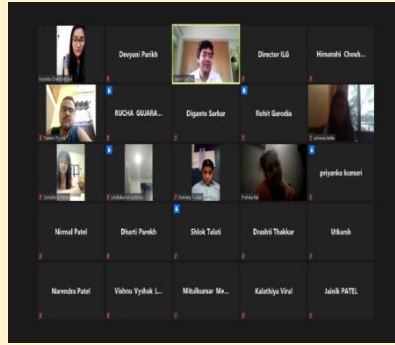 Devyani Parikh
Director ILG
Himanshi Chouh...
RUCHA GUJARA...
Diganto Sarkar
Rohit Garodia
priyanka kumari
Nirmal Patel
Dharti Parekh
Shlok Talati
Drashti Thakkar
Utkarsh
Narendra Patel
Vishnu Vyshak L...
Mitulkumar Me...
Kalathiya Viral
Jainik PATEL